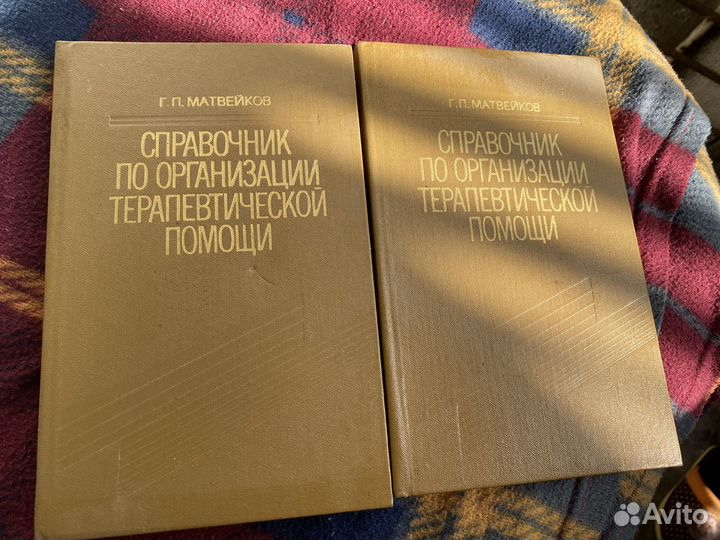 Г. П. МАТВЕЙКОВ
СПРАВОЧНИК
ПО ОРГАНИЗАЦИИ
ТЕРАПЕВТИЧЕСКОЙ
ПОМОЩИ
Г. П. МАТВЕЙКОВ
СПРАВОЧНИК
ПО ОРГАНИЗАЦИИ
ТЕРАПЕВТИЧЕСКОЙ
ПОМОЩИ
Avito